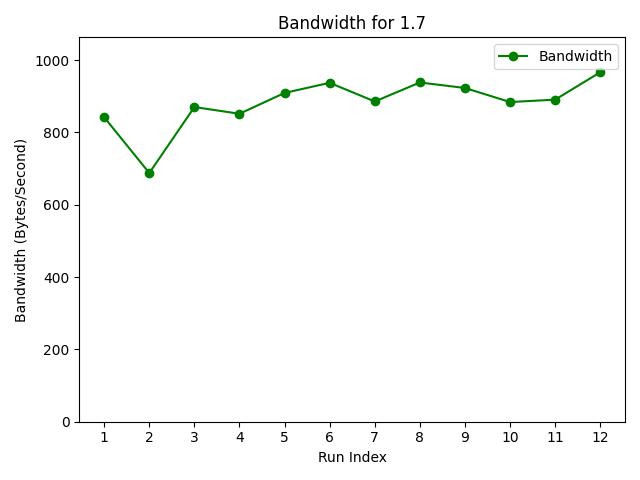 Bandwidth for 1.7
Bandwidth
Bandwidth (Bytes/Second)
1000
800
600
400
200
0
1 2 3 4 5 6 7 8 9 10 11 12
Run Index